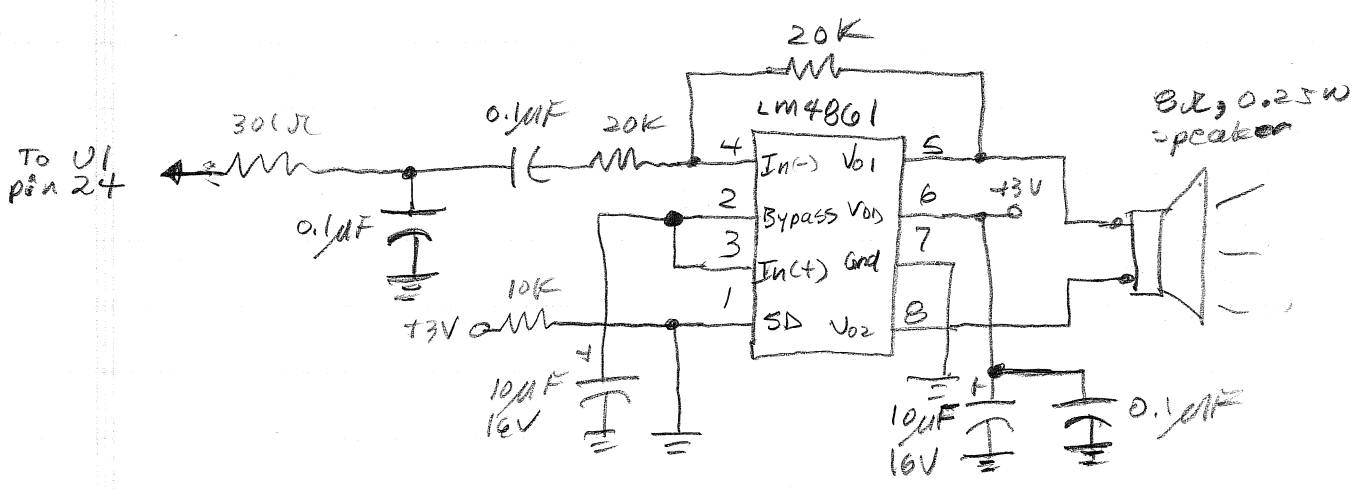 20K
LM4861
8Ω, 0.25W
speaker
301Ω
0.1μF
20K
To U1
pin 24
4
In(-)
Vo1
5
0.1μF
2
Bypass
VDD
6
+3V
3
In(+)
Gnd
7
10K
1
+3V
SD
Vo2
8
+
10μF
16V
+
10μF
16V
0.1μF